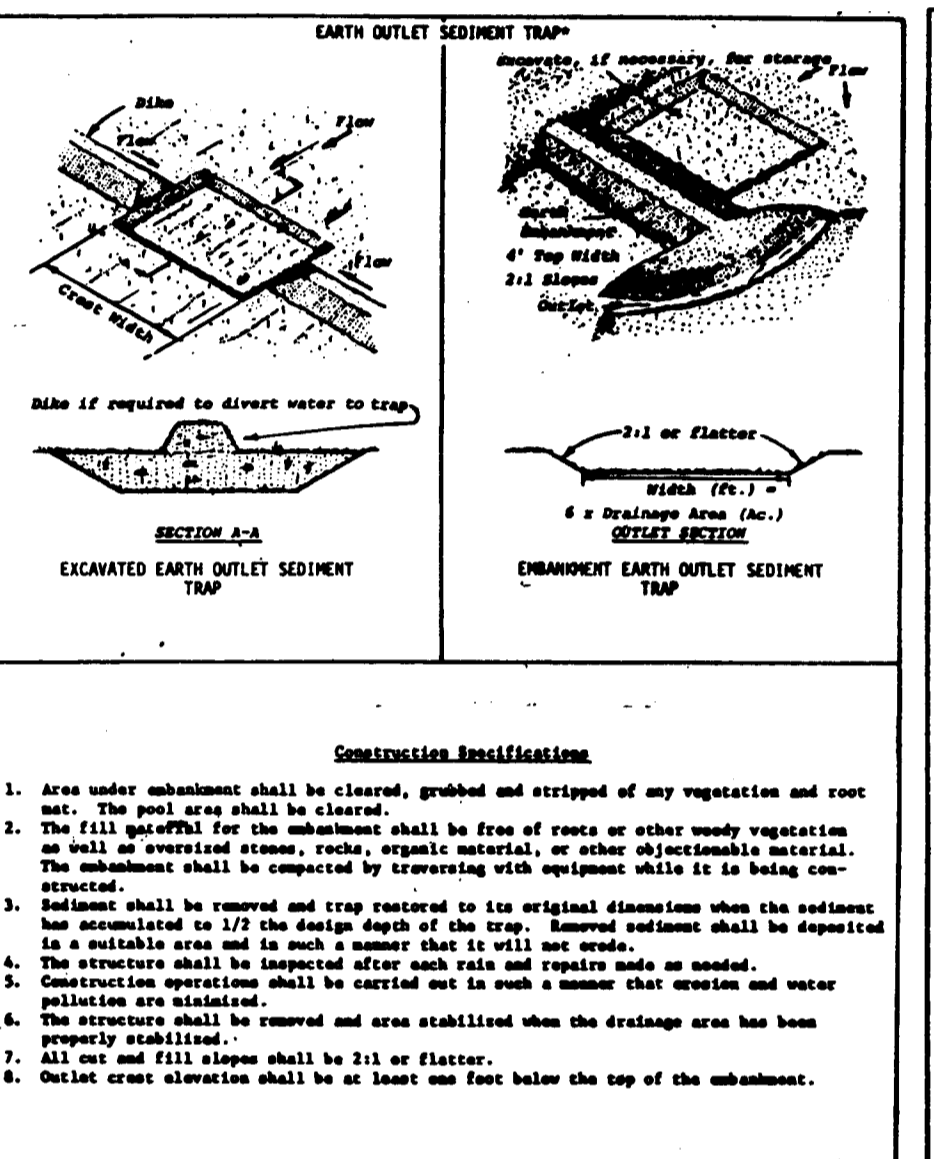 EARTH OUTLET SEDIMENT TRAP*
Dike
Flow
Flow
Flow
Crest Width
Dike if required to divert water to trap
SECTION A-A
EXCAVATED EARTH OUTLET SEDIMENT
TRAP
Excavate, if necessary, for storage
Flow
Earth
Embankment
4' Top Width
2:1 Slopes
Outlet
2:1 or flatter
Width (ft.) =
6 x Drainage Area (Ac.)
OUTLET SECTION
EMBANKMENT EARTH OUTLET SEDIMENT
TRAP
Construction Specifications
1. Area under embankment shall be cleared, grubbed and stripped of any vegetation and root
mat. The pool area shall be cleared.
2. The fill material for the embankment shall be free of roots or other woody vegetation
as well as oversized stones, rocks, organic material, or other objectionable material.
The embankment shall be compacted by traversing with equipment while it is being con-
structed.
3. Sediment shall be removed and trap restored to its original dimensions when the sediment
has accumulated to 1/2 the design depth of the trap. Removed sediment shall be deposited
in a suitable area and in such a manner that it will not erode.
4. The structure shall be inspected after each rain and repairs made as needed.
5. Construction operations shall be carried out in such a manner that erosion and water
pollution are minimized.
6. The structure shall be removed and area stabilized when the drainage area has been
properly stabilized.
7. All cut and fill slopes shall be 2:1 or flatter.
8. Outlet crest elevation shall be at least one foot below the top of the embankment.